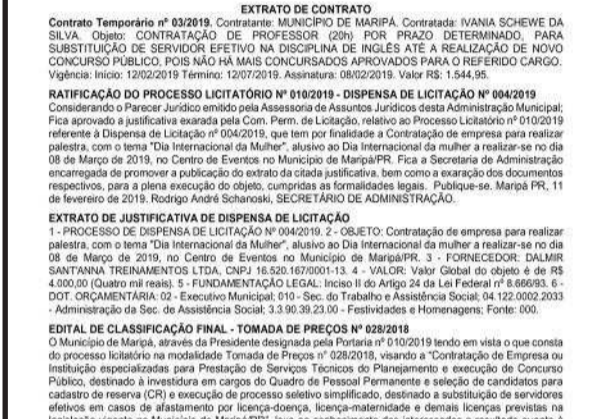 EXTRATO DE CONTRATO
Contrato Temporário nº 03/2019. Contratante: MUNICÍPIO DE MARIPÁ. Contratada: IVANIA SCHEWE DA
SILVA. Objeto: CONTRATAÇÃO DE PROFESSOR (20h) POR PRAZO DETERMINADO, PARA
SUBSTITUIÇÃO DE SERVIDOR EFETIVO NA DISCIPLINA DE INGLÊS ATÉ A REALIZAÇÃO DE NOVO
CONCURSO PÚBLICO, POIS NÃO HÁ MAIS CONCURSADOS APROVADOS PARA O REFERIDO CARGO.
Vigência: Início: 12/02/2019 Término: 12/07/2019. Assinatura: 08/02/2019. Valor R$: 1.544,95.
RATIFICAÇÃO DO PROCESSO LICITATÓRIO Nº 010/2019 - DISPENSA DE LICITAÇÃO Nº 004/2019
Considerando o Parecer Jurídico emitido pela Assessoria de Assuntos Jurídicos desta Administração Municipal;
Fica aprovado a justificativa exarada pela Com. Perm. de Licitação, relativo ao Processo Licitatório nº 010/2019
referente à Dispensa de Licitação nº 004/2019, que tem por finalidade a Contratação de empresa para realizar
palestra, com o tema "Dia Internacional da Mulher", alusivo ao Dia Internacional da mulher a realizar-se no dia
08 de Março de 2019, no Centro de Eventos no Município de Maripá/PR. Fica a Secretaria de Administração
encarregada de promover a publicação do extrato da citada justificativa, bem como a exaração dos documentos
respectivos, para a plena execução do objeto, cumpridas as formalidades legais. Publique-se. Maripá PR, 11
de fevereiro de 2019. Rodrigo André Schanoski, SECRETÁRIO DE ADMINISTRAÇÃO.
EXTRATO DE JUSTIFICATIVA DE DISPENSA DE LICITAÇÃO
1 - PROCESSO DE DISPENSA DE LICITAÇÃO Nº 004/2019. 2 - OBJETO: Contratação de empresa para realizar
palestra, com o tema "Dia Internacional da Mulher", alusivo ao Dia Internacional da mulher a realizar-se no dia
08 de Março de 2019, no Centro de Eventos no Município de Maripá/PR. 3 - FORNECEDOR: DALMIR
SANT'ANNA TREINAMENTOS LTDA, CNPJ 16.520.167/0001-13. 4 - VALOR: Valor Global do objeto é de R$
4.000,00 (Quatro mil reais). 5 - FUNDAMENTAÇÃO LEGAL: Inciso II do Artigo 24 da Lei Federal nº 8.666/93. 6 -
DOT. ORÇAMENTÁRIA: 02 - Executivo Municipal; 010 - Sec. do Trabalho e Assistência Social; 04.122.0002.2033
- Administração da Sec. de Assistência Social; 3.3.90.39.23.00 - Festividades e Homenagens; Fonte: 000.
EDITAL DE CLASSIFICAÇÃO FINAL - TOMADA DE PREÇOS Nº 028/2018
O Município de Maripá, através da Presidente designada pela Portaria nº 010/2019 tendo em vista o que consta
do processo licitatório na modalidade Tomada de Preços nº 028/2018, visando a "Contratação de Empresa ou
Instituição especializadas para Prestação de Serviços Técnicos do Planejamento e execução de Concurso
Público, destinado à investidura em cargos do Quadro de Pessoal Permanente e seleção de candidatos para
cadastro de reserva (CR) e execução de processo seletivo simplificado, destinado a substituição de servidores
efetivos em casos de afastamento por licença-doença, licença-maternidade e demais licenças previstas na